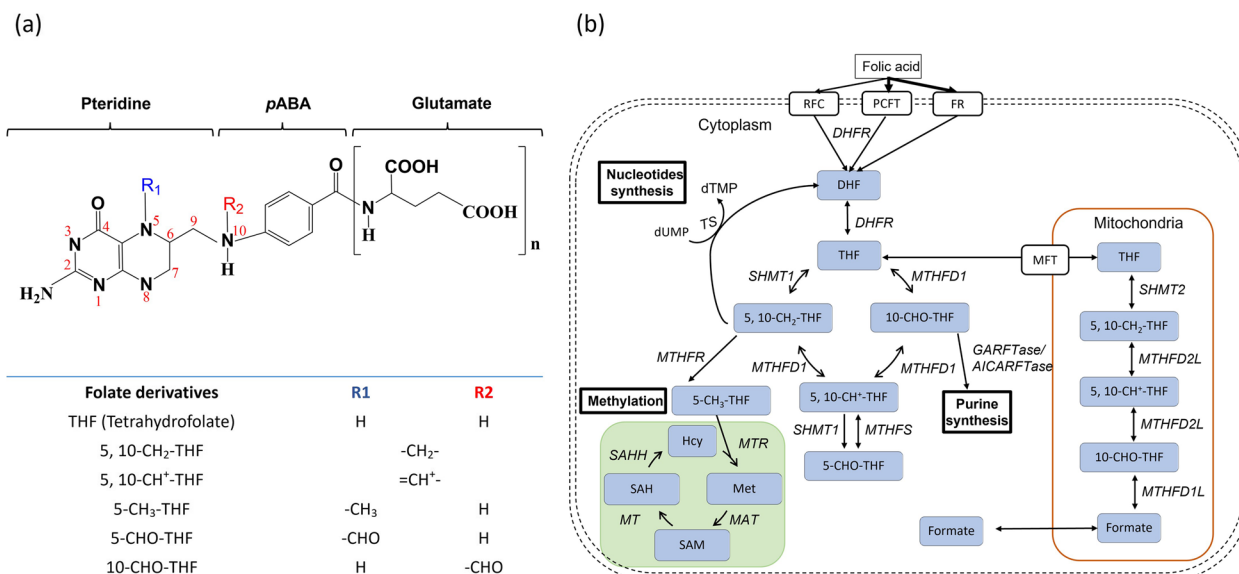 (a)
Pteridine
pABA
Glutamate
R1
O
4
3
HN
2
H2N
N
1
5
N
6
7
N
8
9
R2
N
10
H
O
N
H
COOH
COOH
n
Folate derivatives R1 R2
THF (Tetrahydrofolate) H H
5, 10-CH2-THF -CH2-
5, 10-CH+-THF =CH+-
5-CH3-THF -CH3 H
5-CHO-THF -CHO H
10-CHO-THF H -CHO
(b)
Folic acid
RFC PCFT FR
Cytoplasm
DHFR
Nucleotides
synthesis
DHF
dTMP
TS
dUMP
DHFR
Mitochondria
THF
MFT
THF
SHMT1 MTHFD1
SHMT2
5, 10-CH2-THF
10-CHO-THF
5, 10-CH2-THF
MTHFR
MTHFD1
MTHFD1
GARFTase/
AICARFTase
MTHFD2L
Methylation
5-CH3-THF
5, 10-CH+-THF
Purine
synthesis
5, 10-CH+-THF
SHMT1 MTHFS
MTHFD2L
5-CHO-THF
10-CHO-THF
Hcy
SAHH
MTR
SAH
Met
MT
MAT
SAM
MTHFD1L
Formate
Formate